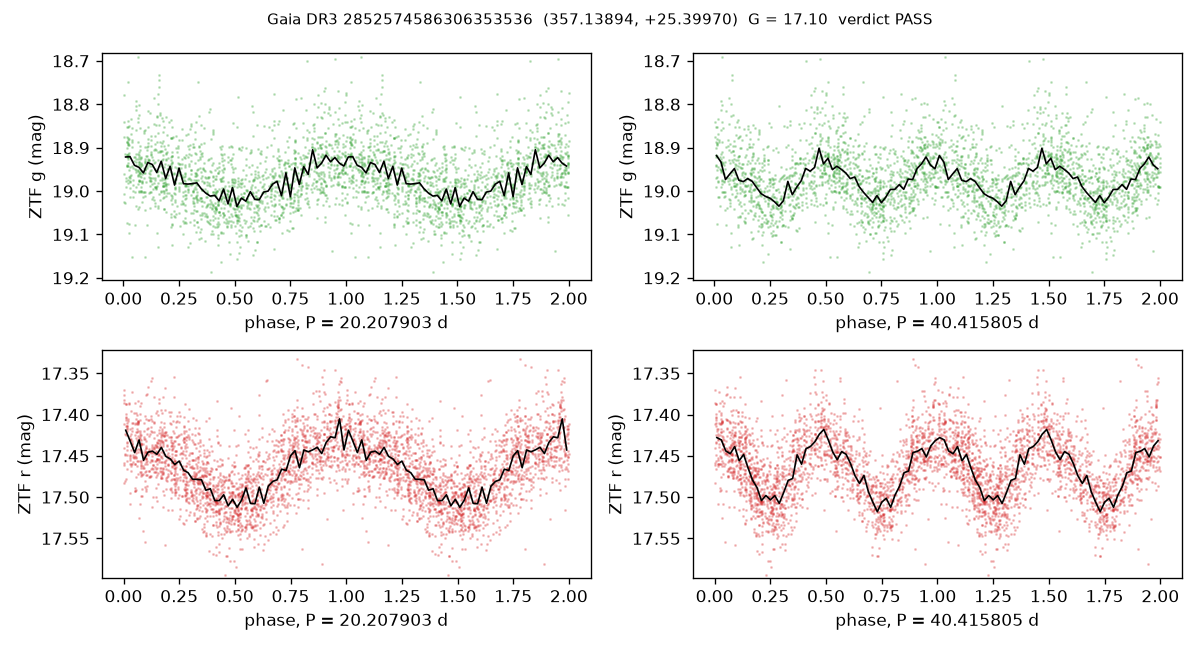 Gaia DR3 2852574586306353536 (357.13894, +25.39970) G = 17.10 verdict PASS
18.7
18.8
18.9
19.0
19.1
19.2
ZTF g (mag)
0.00 0.25 0.50 0.75 1.00 1.25 1.50 1.75 2.00
phase, P = 20.207903 d
18.7
18.8
18.9
19.0
19.1
19.2
ZTF g (mag)
0.00 0.25 0.50 0.75 1.00 1.25 1.50 1.75 2.00
phase, P = 40.415805 d
17.35
17.40
17.45
17.50
17.55
ZTF r (mag)
0.00 0.25 0.50 0.75 1.00 1.25 1.50 1.75 2.00
phase, P = 20.207903 d
17.35
17.40
17.45
17.50
17.55
ZTF r (mag)
0.00 0.25 0.50 0.75 1.00 1.25 1.50 1.75 2.00
phase, P = 40.415805 d